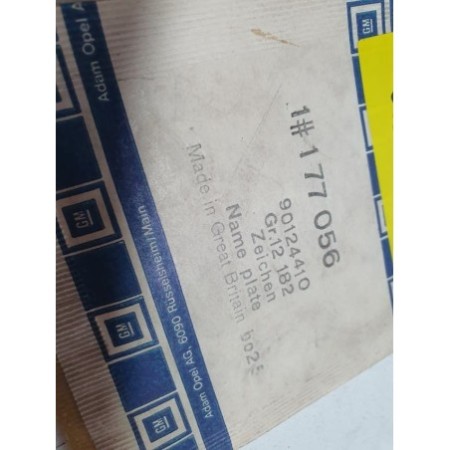 Adam Opel A
GM
1# 177 056
90124410
Gr.12 182
Zeichen
Name plate
Made in Great Britain
GM
GM
GM
Adam Opel AG, 6090 Rüsselsheim/Main